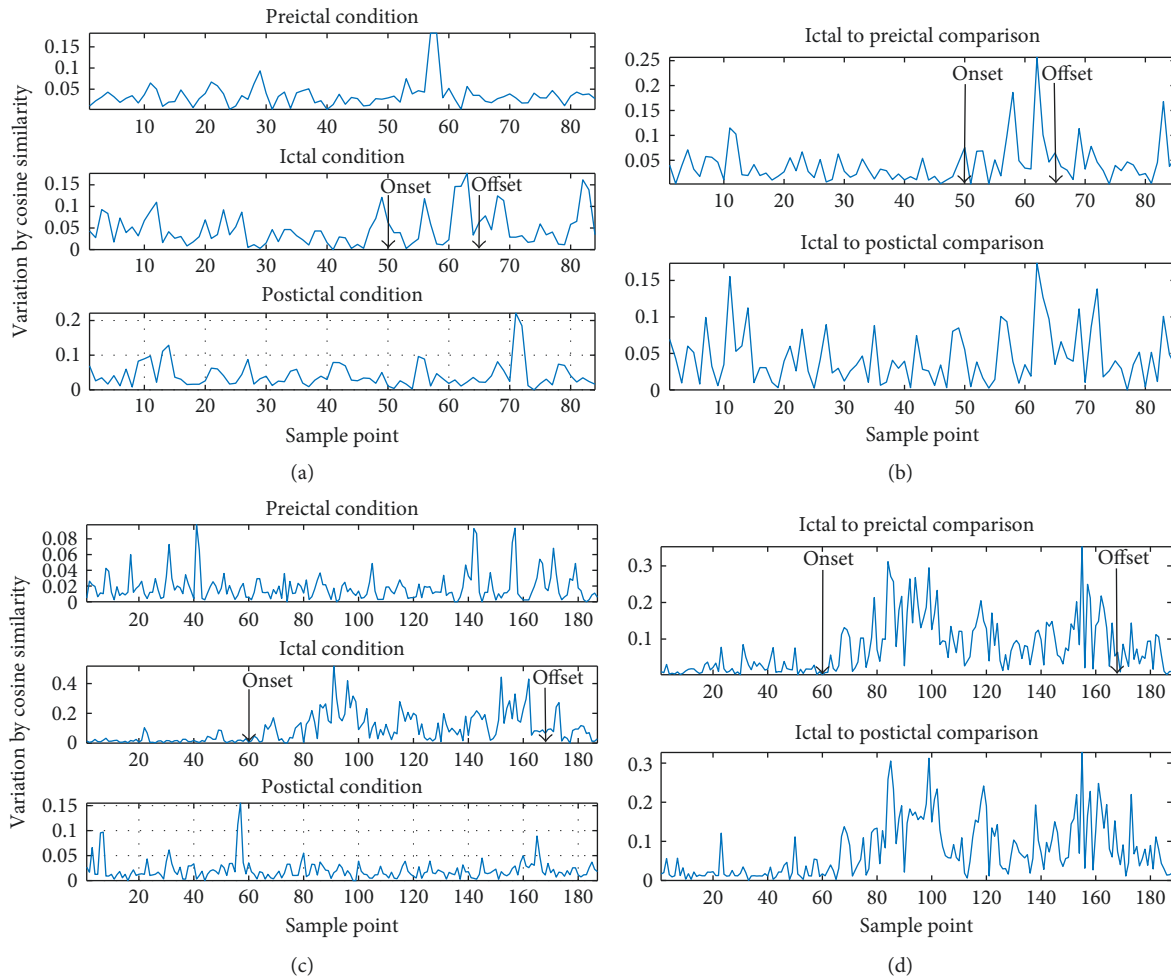 Preictal condition
0.15
0.1
0.05
10 20 30 40 50 60 70 80
Ictal condition
0.15
0.1
0.05
0
Onset Offset
10 20 30 40 50 60 70 80
Postictal condition
0.2
0.1
0
10 20 30 40 50 60 70 80
Variation by cosine similarity
Sample point
(a)
Ictal to preictal comparison
0.25
0.2
0.15
0.1
0.05
Onset Offset
10 20 30 40 50 60 70 80
Ictal to postictal comparison
0.15
0.1
0.05
0
10 20 30 40 50 60 70 80
Sample point
(b)
Preictal condition
0.08
0.06
0.04
0.02
0
20 40 60 80 100 120 140 160 180
Ictal condition
0.4
0.2
0
Onset Offset
20 40 60 80 100 120 140 160 180
Postictal condition
0.15
0.1
0.05
0
20 40 60 80 100 120 140 160 180
Variation by cosine similarity
Sample point
(c)
Ictal to preictal comparison
0.3
0.2
0.1
Onset Offset
20 40 60 80 100 120 140 160 180
Ictal to postictal comparison
0.3
0.2
0.1
0
20 40 60 80 100 120 140 160 180
Sample point
(d)